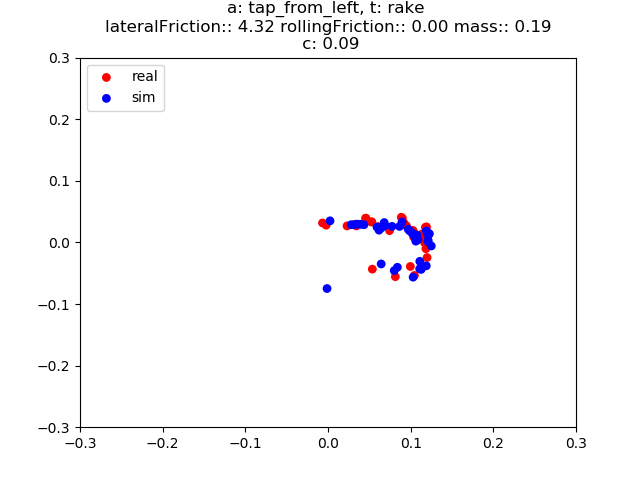 a: tap_from_left, t: rake
lateralFriction:: 4.32 rollingFriction:: 0.00 mass:: 0.19
c: 0.09
real
sim
0.3
0.2
0.1
0.0
−0.1
−0.2
−0.3
−0.3
−0.2
−0.1
0.0
0.1
0.2
0.3